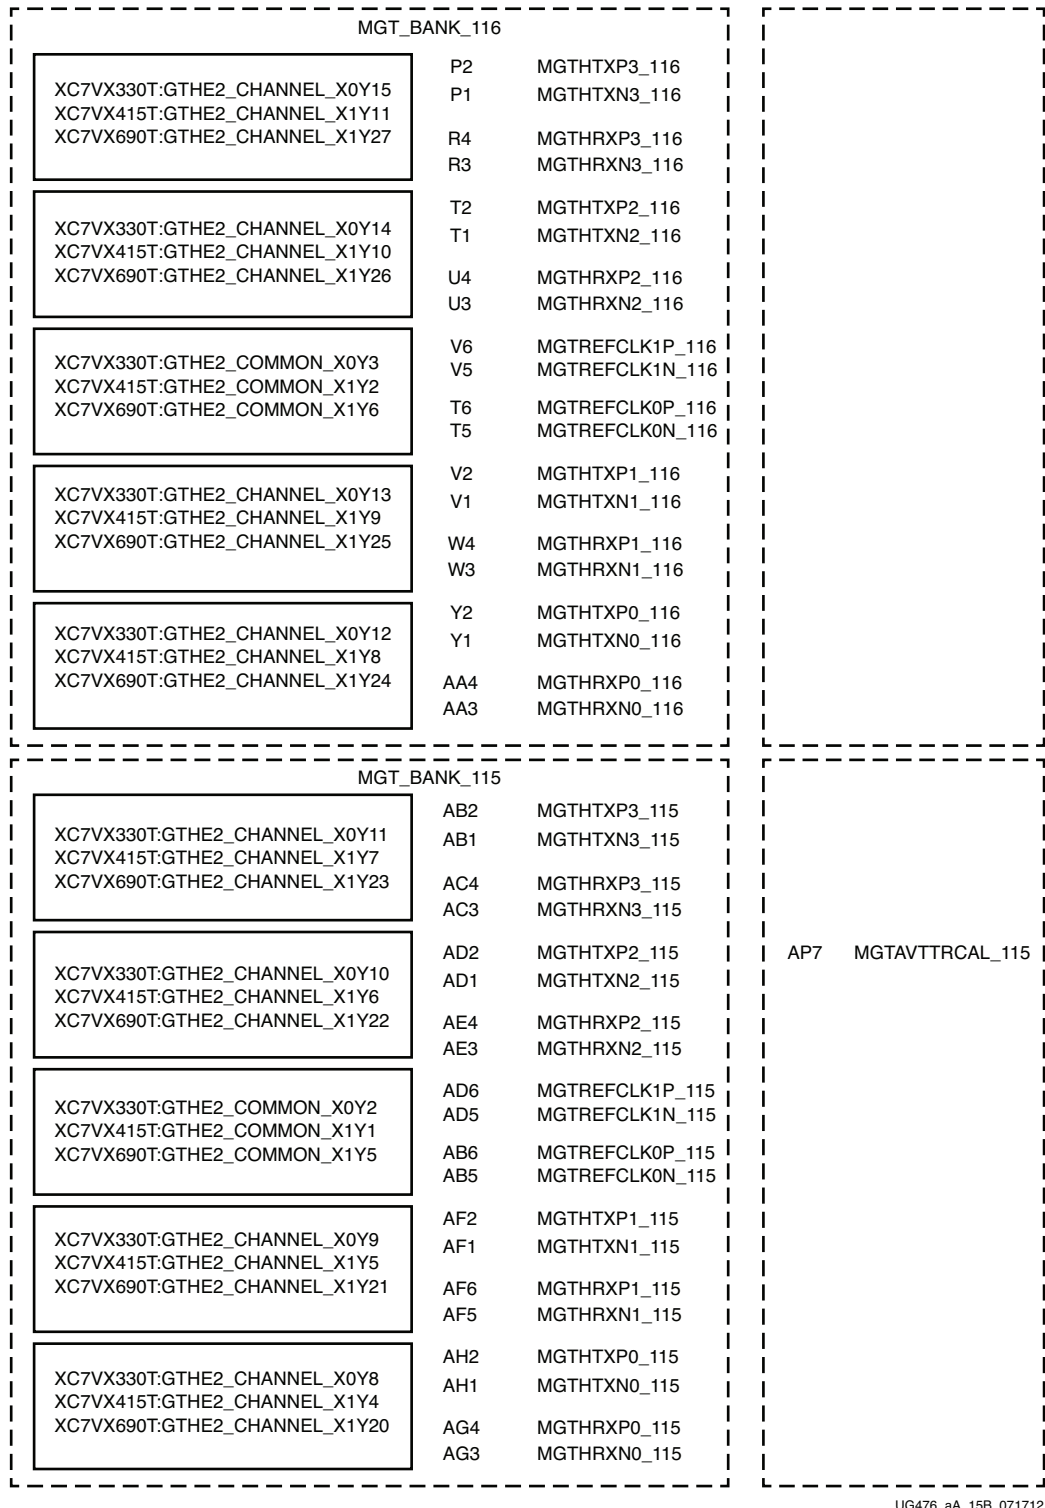 MGT_BANK_116
P2 MGTHTXP3_116
XC7VX330T:GTHE2_CHANNEL_X0Y15
P1 MGTHTXN3_116
XC7VX415T:GTHE2_CHANNEL_X1Y11
XC7VX690T:GTHE2_CHANNEL_X1Y27
R4 MGTHRXP3_116
R3 MGTHRXN3_116
T2 MGTHTXP2_116
XC7VX330T:GTHE2_CHANNEL_X0Y14
T1 MGTHTXN2_116
XC7VX415T:GTHE2_CHANNEL_X1Y10
XC7VX690T:GTHE2_CHANNEL_X1Y26
U4 MGTHRXP2_116
U3 MGTHRXN2_116
V6 MGTREFCLK1P_116
XC7VX330T:GTHE2_COMMON_X0Y3
V5 MGTREFCLK1N_116
XC7VX415T:GTHE2_COMMON_X1Y2
XC7VX690T:GTHE2_COMMON_X1Y6
T6 MGTREFCLK0P_116
T5 MGTREFCLK0N_116
V2 MGTHTXP1_116
XC7VX330T:GTHE2_CHANNEL_X0Y13
V1 MGTHTXN1_116
XC7VX415T:GTHE2_CHANNEL_X1Y9
XC7VX690T:GTHE2_CHANNEL_X1Y25
W4 MGTHRXP1_116
W3 MGTHRXN1_116
Y2 MGTHTXP0_116
XC7VX330T:GTHE2_CHANNEL_X0Y12
Y1 MGTHTXN0_116
XC7VX415T:GTHE2_CHANNEL_X1Y8
XC7VX690T:GTHE2_CHANNEL_X1Y24
AA4 MGTHRXP0_116
AA3 MGTHRXN0_116
MGT_BANK_115
AB2 MGTHTXP3_115
XC7VX330T:GTHE2_CHANNEL_X0Y11
AB1 MGTHTXN3_115
XC7VX415T:GTHE2_CHANNEL_X1Y7
XC7VX690T:GTHE2_CHANNEL_X1Y23
AC4 MGTHRXP3_115
AC3 MGTHRXN3_115
AD2 MGTHTXP2_115
AP7 MGTAVTTRCAL_115
XC7VX330T:GTHE2_CHANNEL_X0Y10
AD1 MGTHTXN2_115
XC7VX415T:GTHE2_CHANNEL_X1Y6
XC7VX690T:GTHE2_CHANNEL_X1Y22
AE4 MGTHRXP2_115
AE3 MGTHRXN2_115
AD6 MGTREFCLK1P_115
XC7VX330T:GTHE2_COMMON_X0Y2
AD5 MGTREFCLK1N_115
XC7VX415T:GTHE2_COMMON_X1Y1
XC7VX690T:GTHE2_COMMON_X1Y5
AB6 MGTREFCLK0P_115
AB5 MGTREFCLK0N_115
AF2 MGTHTXP1_115
XC7VX330T:GTHE2_CHANNEL_X0Y9
AF1 MGTHTXN1_115
XC7VX415T:GTHE2_CHANNEL_X1Y5
XC7VX690T:GTHE2_CHANNEL_X1Y21
AF6 MGTHRXP1_115
AF5 MGTHRXN1_115
AH2 MGTHTXP0_115
XC7VX330T:GTHE2_CHANNEL_X0Y8
AH1 MGTHTXN0_115
XC7VX415T:GTHE2_CHANNEL_X1Y4
XC7VX690T:GTHE2_CHANNEL_X1Y20
AG4 MGTHRXP0_115
AG3 MGTHRXN0_115
UG476_aA_15B_071712